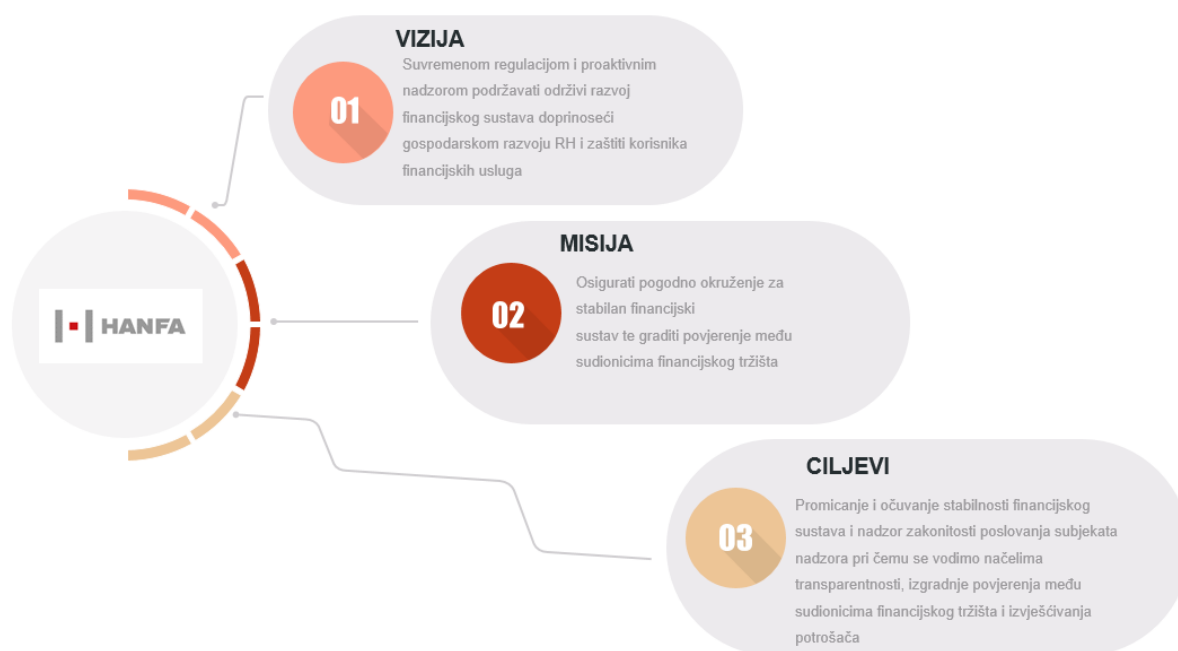 VIZIJA
01
Suvremenom regulacijom i proaktivnim
nadzorom podržavati održivi razvoj
financijskog sustava doprinoseći
gospodarskom razvoju RH i zaštiti korisnika
financijskih usluga
HANFA
MISIJA
02
Osigurati pogodno okruženje za
stabilan financijski
sustav te graditi povjerenje među
sudionicima financijskog tržišta
CILJEVI
03
Promicanje i očuvanje stabilnosti financijskog
sustava i nadzor zakonitosti poslovanja subjekata
nadzora pri čemu se vodimo načelima
transparentnosti, izgradnje povjerenja među
sudionicima financijskog tržišta i izvješćivanja
potrošača